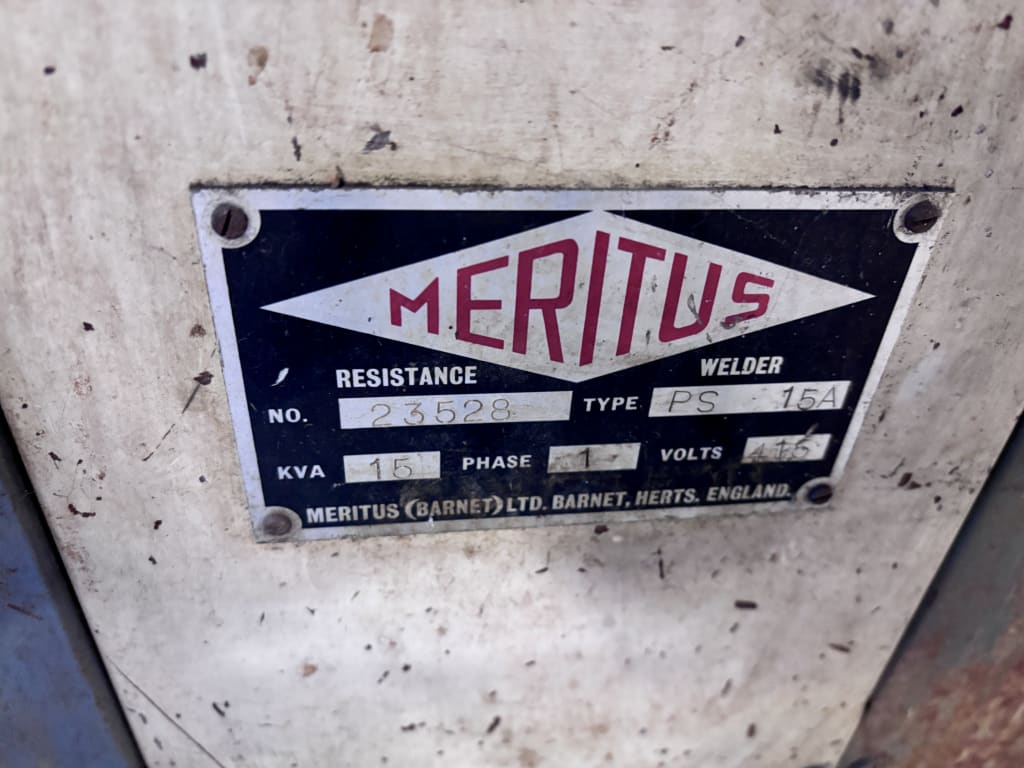 MERITUS
RESISTANCE WELDER
NO. 23528 TYPE PS 15A
KVA 15 PHASE 1 VOLTS 415
MERITUS (BARNET) LTD. BARNET, HERTS. ENGLAND.